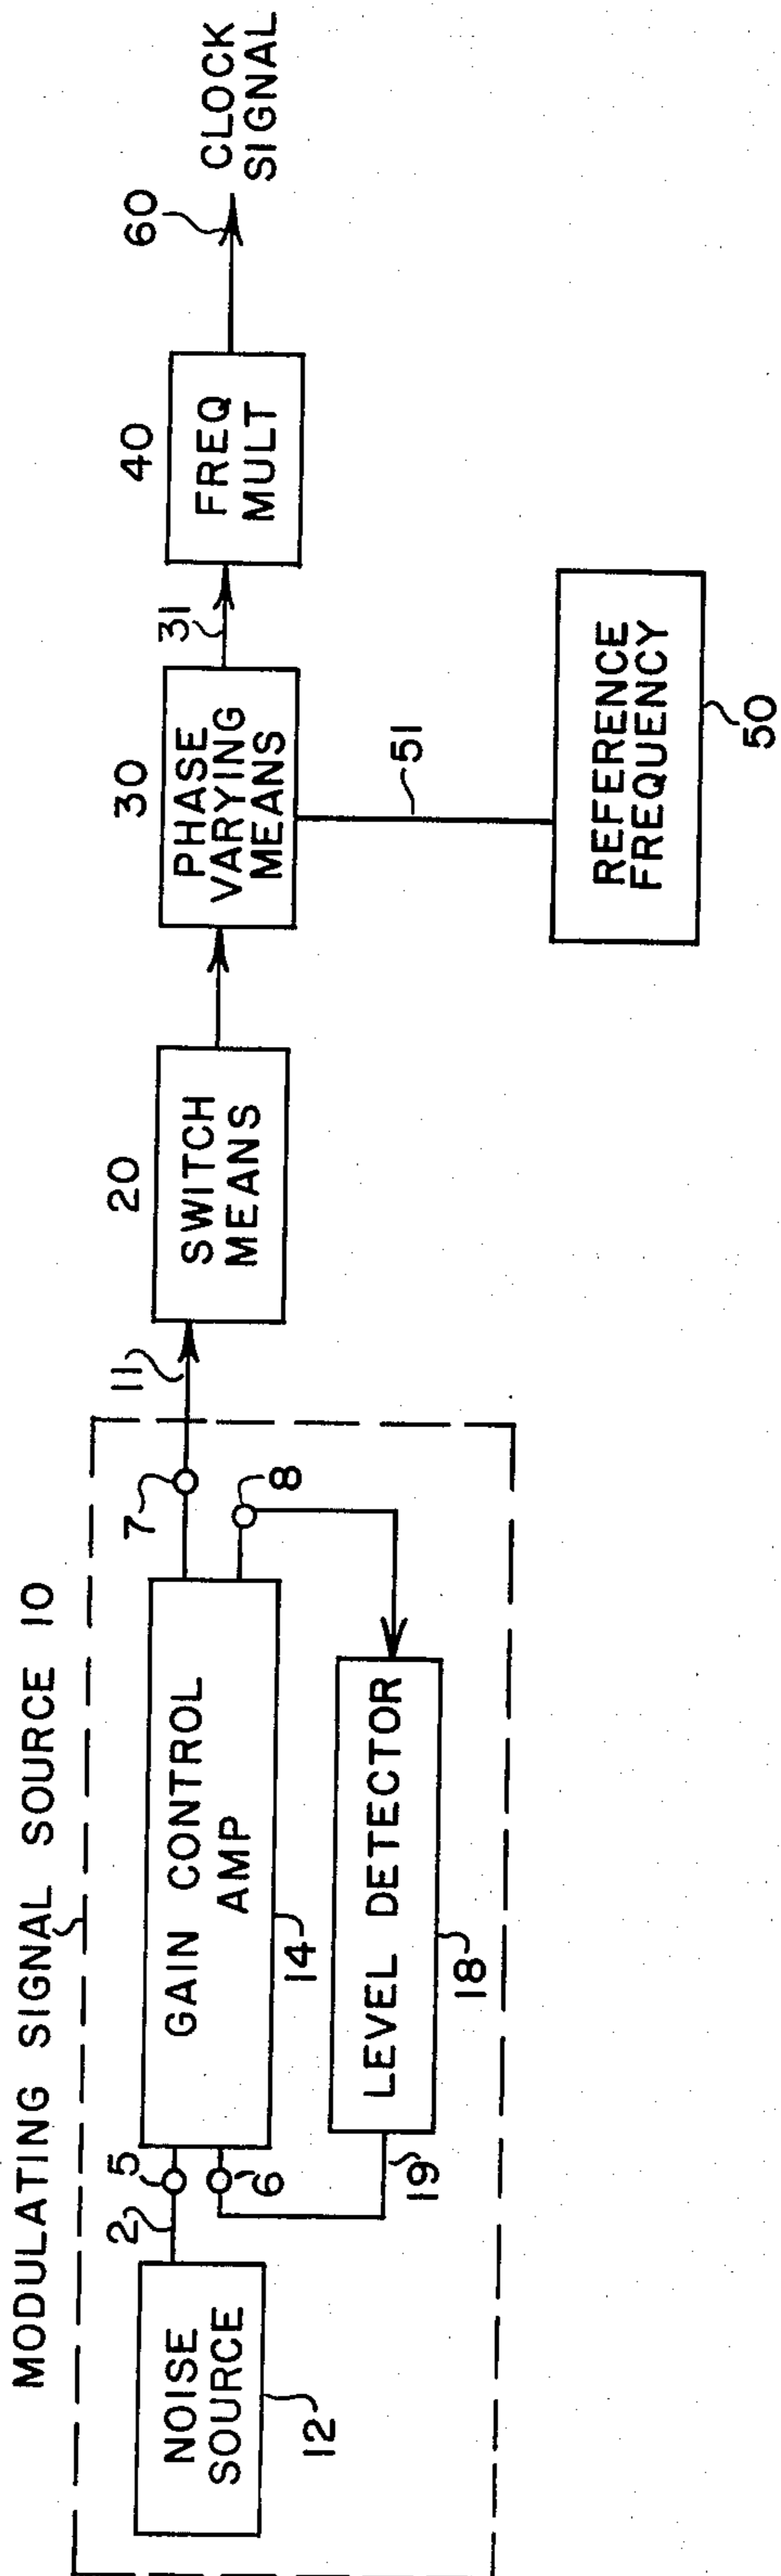 MODULATING SIGNAL SOURCE 10
NOISE
SOURCE
12
2
5
6
GAIN CONTROL
AMP
14
LEVEL DETECTOR
18
19
7
8
11
20
SWITCH
MEANS
30
PHASE
VARYING
MEANS
31
51
REFERENCE
FREQUENCY
50
40
FREQ
MULT
60
CLOCK
SIGNAL